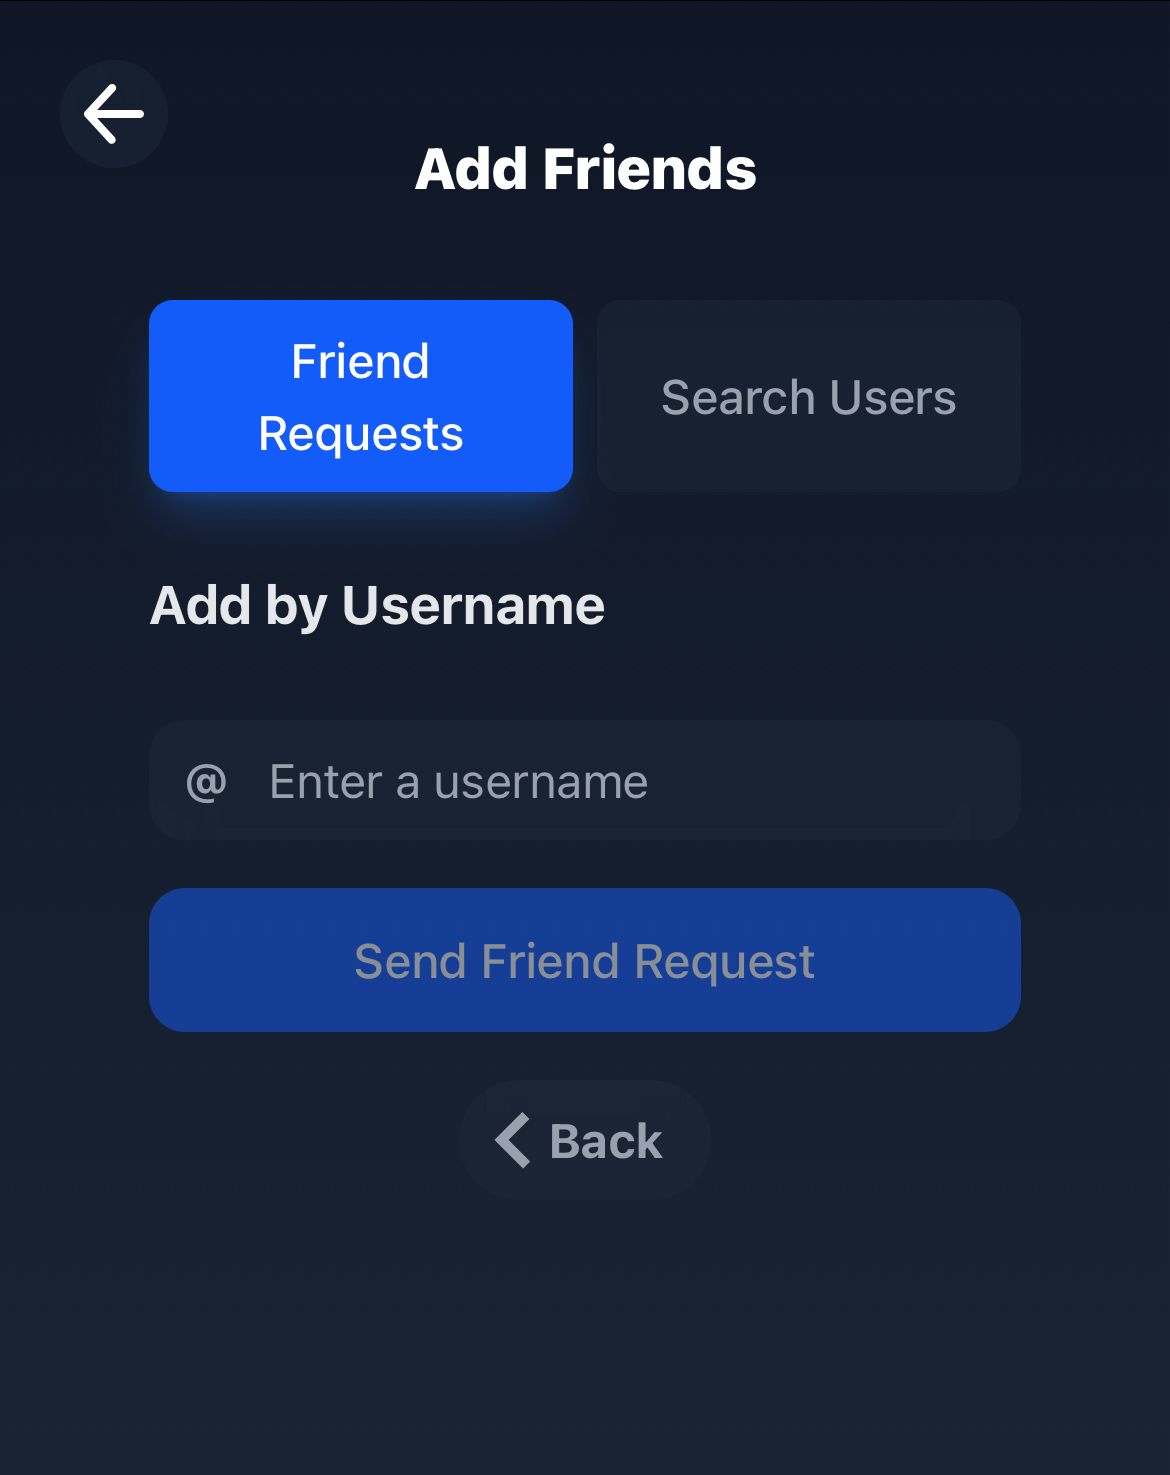 Add Friends
Friend
Requests
Search Users
Add by Username
@ Enter a username
Send Friend Request
Back